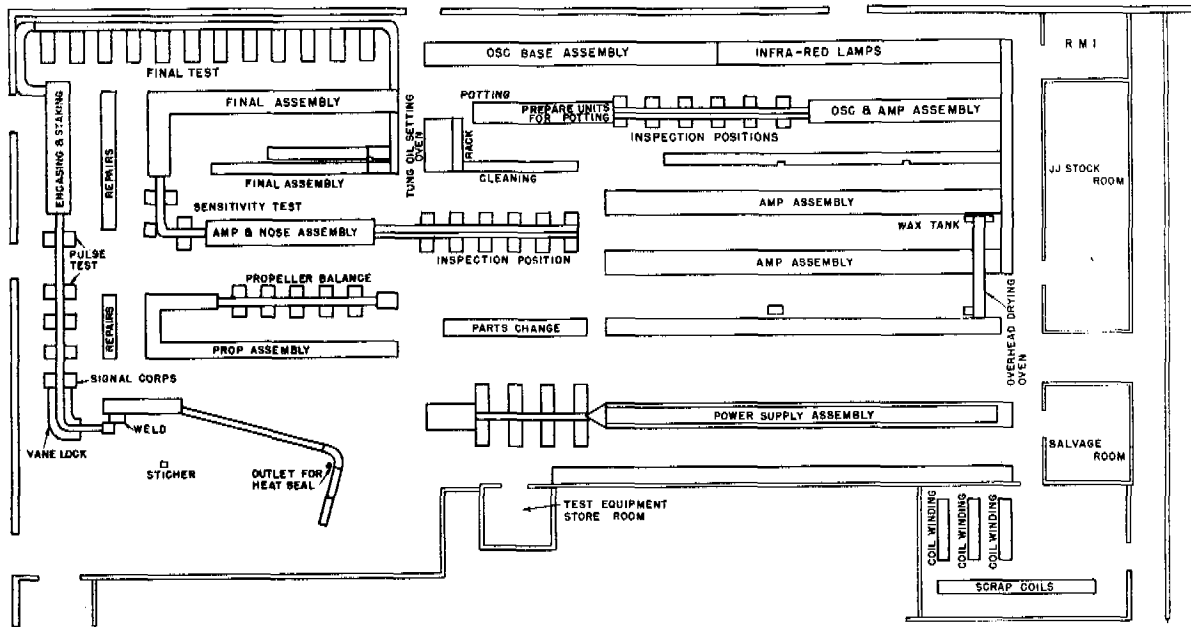 OSC BASE ASSEMBLY
INFRA-RED LAMPS
R M I
FINAL TEST
ENCASING & STAKING
REPAIRS
FINAL ASSEMBLY
TUNG OIL SETTING
OVEN
POTTING
PREPARE UNITS
FOR POTTING
OSC & AMP ASSEMBLY
INSPECTION POSITIONS
RACK
CLEANING
FINAL ASSEMBLY
JJ STOCK
ROOM
SENSITIVITY TEST
AMP & NOSE ASSEMBLY
INSPECTION POSITION
AMP ASSEMBLY
WAX TANK
AMP ASSEMBLY
PULSE
TEST
PROPELLER BALANCE
REPAIRS
PROP ASSEMBLY
PARTS CHANGE
OVERHEAD DRYING
OVEN
SIGNAL CORPS
WELD
VANE LOCK
STICHER
OUTLET FOR
HEAT SEAL
POWER SUPPLY ASSEMBLY
SALVAGE
ROOM
TEST EQUIPMENT
STORE ROOM
COIL WINDING
COIL WINDING
COIL WINDING
SCRAP COILS